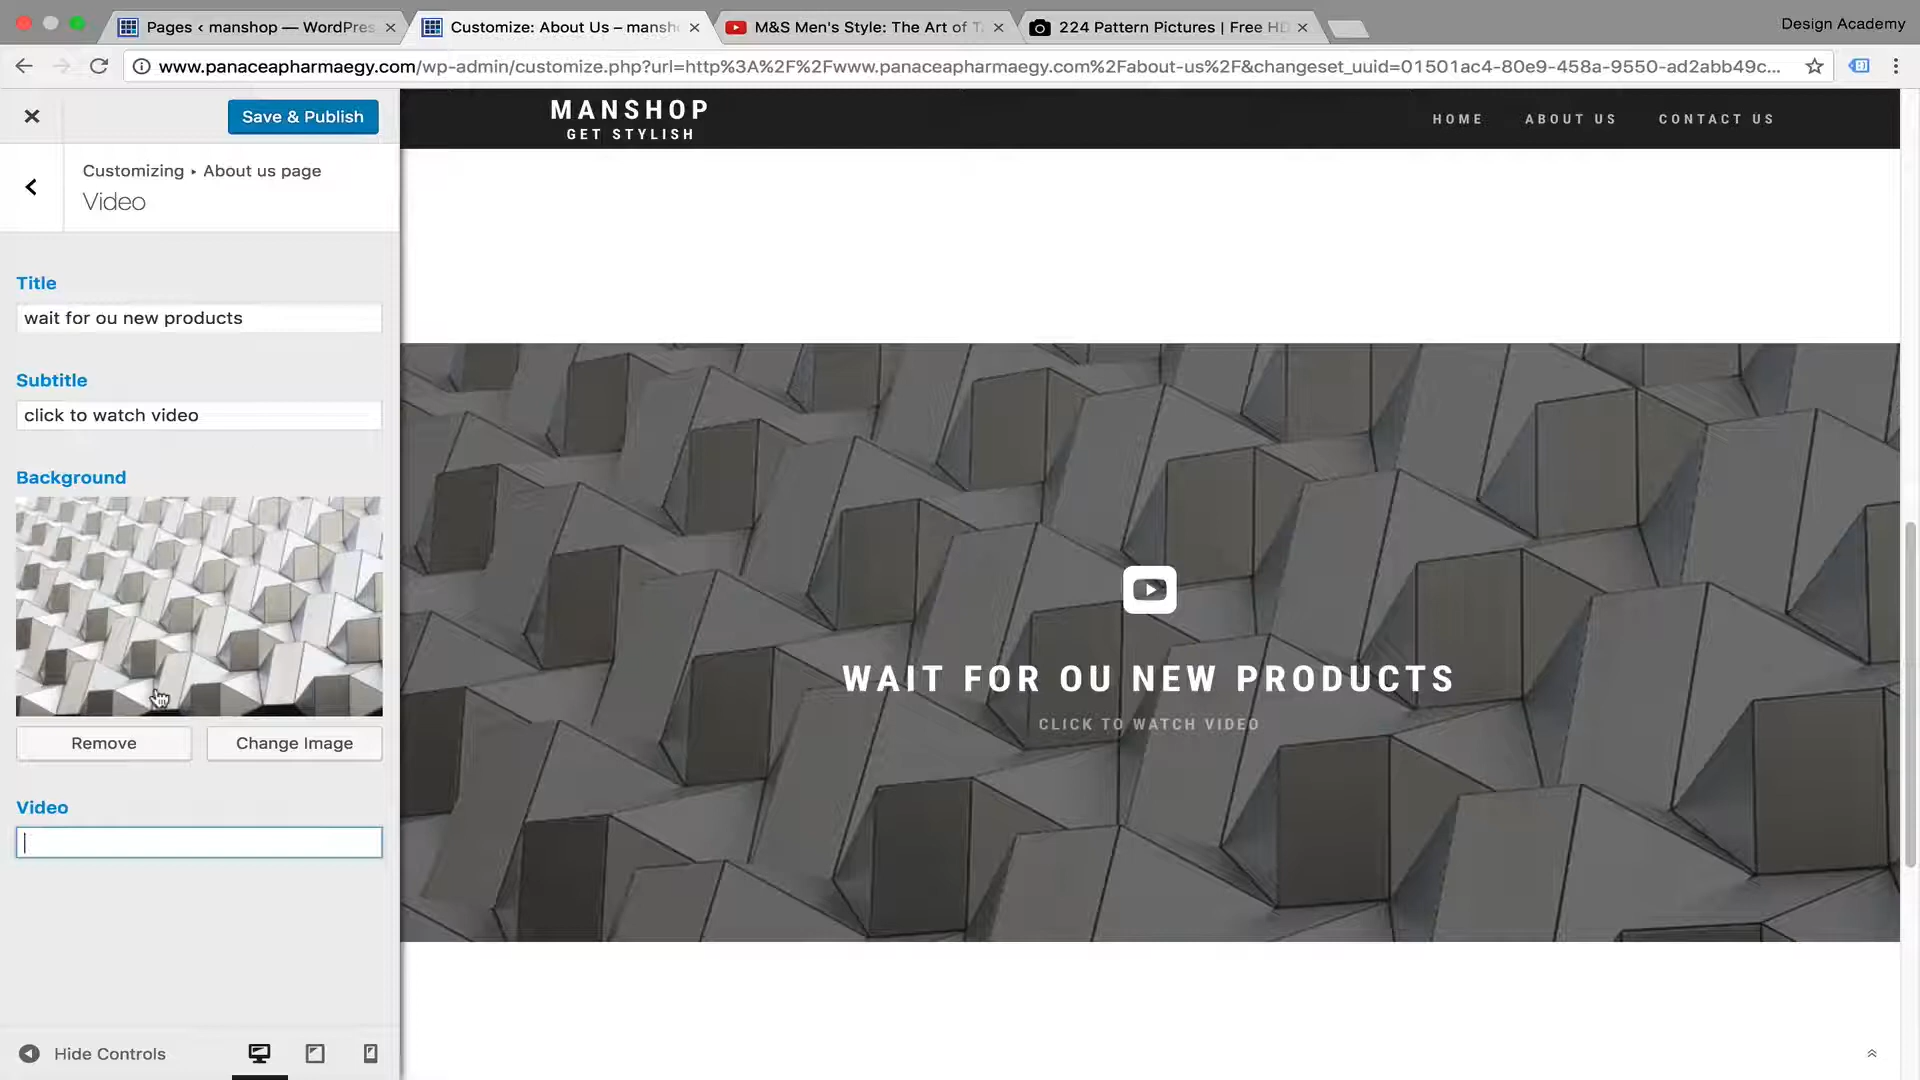 Pages ‹ manshop — WordPres
Customize: About Us – mansh
M&S Men's Style: The Art of T
224 Pattern Pictures | Free HD
Design Academy
www.panaceapharmaegy.com/wp-admin/customize.php?url=http%3A%2F%2Fwww.panaceapharmaegy.com%2Fabout-us%2F&changeset_uuid=01501ac4-80e9-458a-9550-ad2abb49c...
Save & Publish
Customizing ▸ About us page
Video
Title
wait for ou new products
Subtitle
click to watch video
Background
Remove
Change Image
Video
Hide Controls
MANSHOP
GET STYLISH
HOME
ABOUT US
CONTACT US
WAIT FOR OU NEW PRODUCTS
CLICK TO WATCH VIDEO